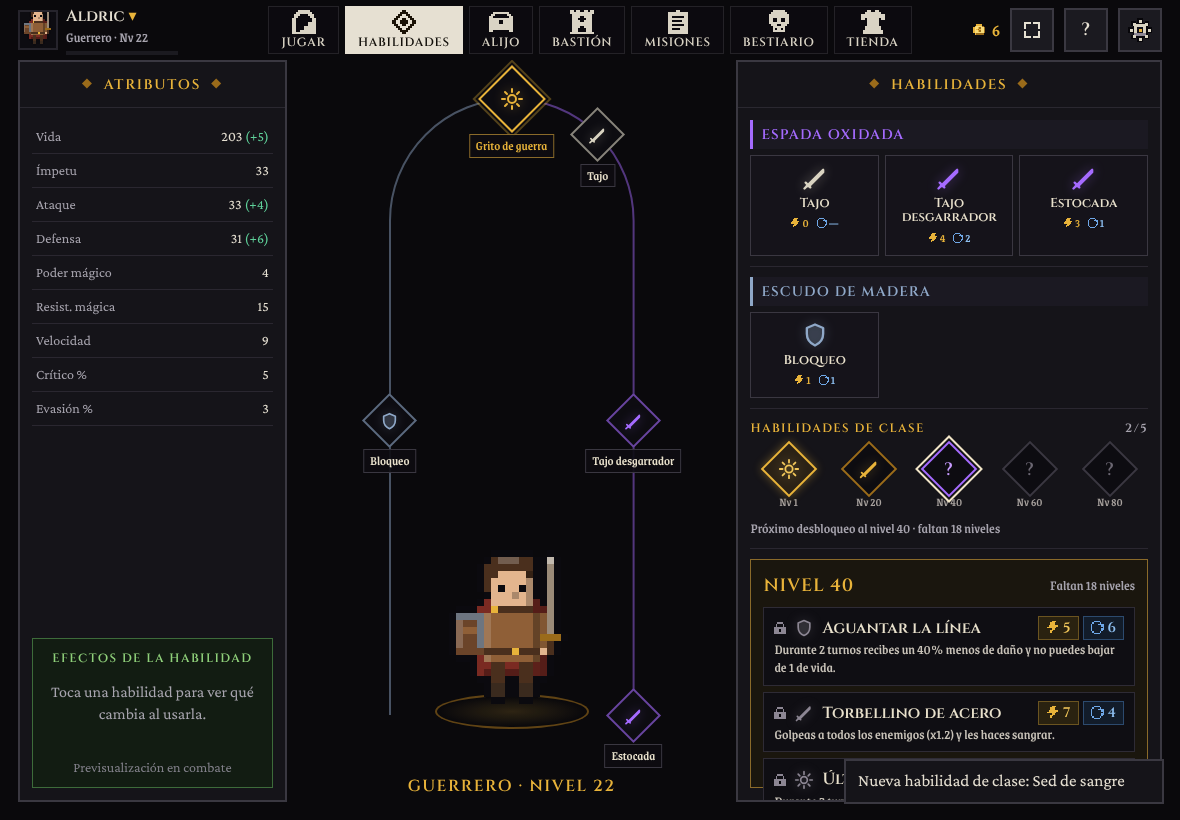 ALDRIC
Guerrero · Nv 22
JUGAR
HABILIDADES
ALIJO
BASTIÓN
MISIONES
BESTIARIO
TIENDA
6
?
ATRIBUTOS
Vida 203 (+5)
Ímpetu 33
Ataque 33 (+4)
Defensa 31 (+6)
Poder mágico 4
Resist. mágica 15
Velocidad 9
Crítico % 5
Evasión % 3
EFECTOS DE LA HABILIDAD
Toca una habilidad para ver qué
cambia al usarla.
Previsualización en combate
Grito de guerra
Tajo
Bloqueo
Tajo desgarrador
Estocada
GUERRERO · NIVEL 22
HABILIDADES
ESPADA OXIDADA
TAJO
0 —
TAJO
DESGARRADOR
4 2
ESTOCADA
3 1
ESCUDO DE MADERA
BLOQUEO
1 1
HABILIDADES DE CLASE 2/5
? ? ?
Nv 1 Nv 20 Nv 40 Nv 60 Nv 80
Próximo desbloqueo al nivel 40 · faltan 18 niveles
NIVEL 40 Faltan 18 niveles
AGUANTAR LA LÍNEA 5 6
Durante 2 turnos recibes un 40% menos de daño y no puedes bajar
de 1 de vida.
TORBELLINO DE ACERO 7 4
Golpeas a todos los enemigos (x1.2) y les haces sangrar.
Nueva habilidad de clase: Sed de sangre